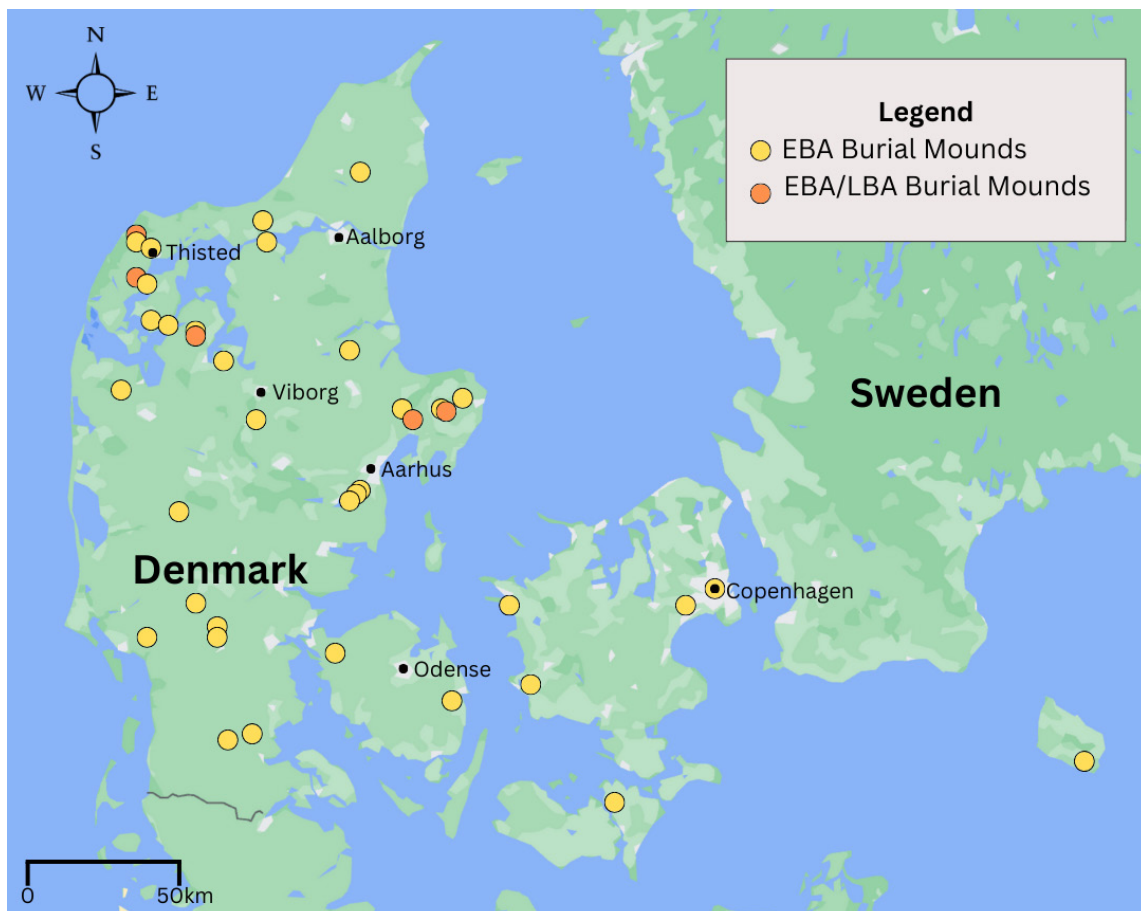 N
W E
S
Legend
EBA Burial Mounds
EBA/LBA Burial Mounds
Aalborg
Thisted
Viborg
Sweden
Aarhus
Denmark
Copenhagen
Odense
0 50km